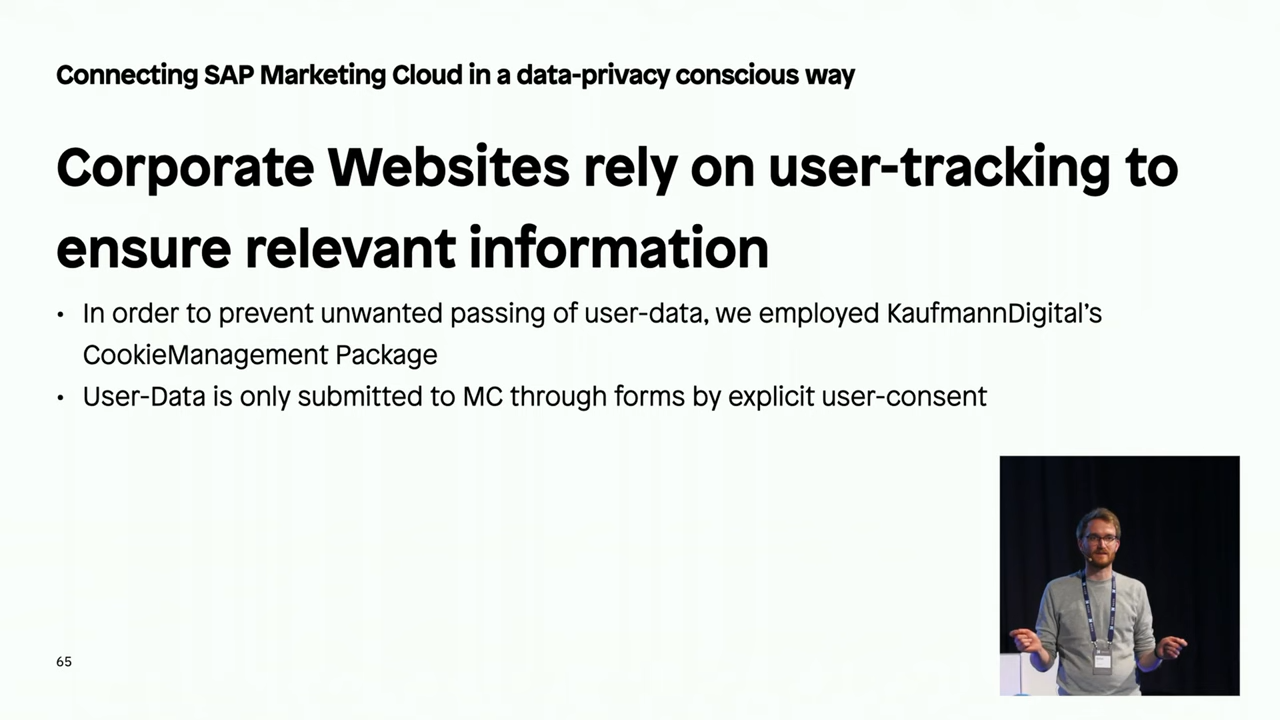 Connecting SAP Marketing Cloud in a data-privacy conscious way
Corporate Websites rely on user-tracking to
ensure relevant information
• In order to prevent unwanted passing of user-data, we employed KaufmannDigital’s
CookieManagement Package
• User-Data is only submitted to MC through forms by explicit user-consent
65